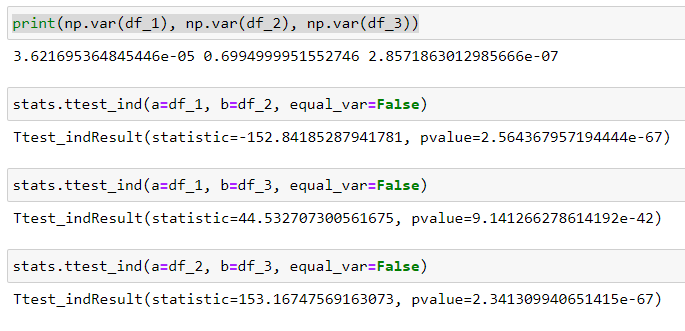 print(np.var(df_1), np.var(df_2), np.var(df_3))
3.621695364845446e-05 0.6994999951552746 2.8571863012985666e-07
stats.ttest_ind(a=df_1, b=df_2, equal_var=False)
Ttest_indResult(statistic=-152.84185287941781, pvalue=2.564367957194444e-67)
stats.ttest_ind(a=df_1, b=df_3, equal_var=False)
Ttest_indResult(statistic=44.532707300561675, pvalue=9.141266278614192e-42)
stats.ttest_ind(a=df_2, b=df_3, equal_var=False)
Ttest_indResult(statistic=153.16747569163073, pvalue=2.341309940651415e-67)